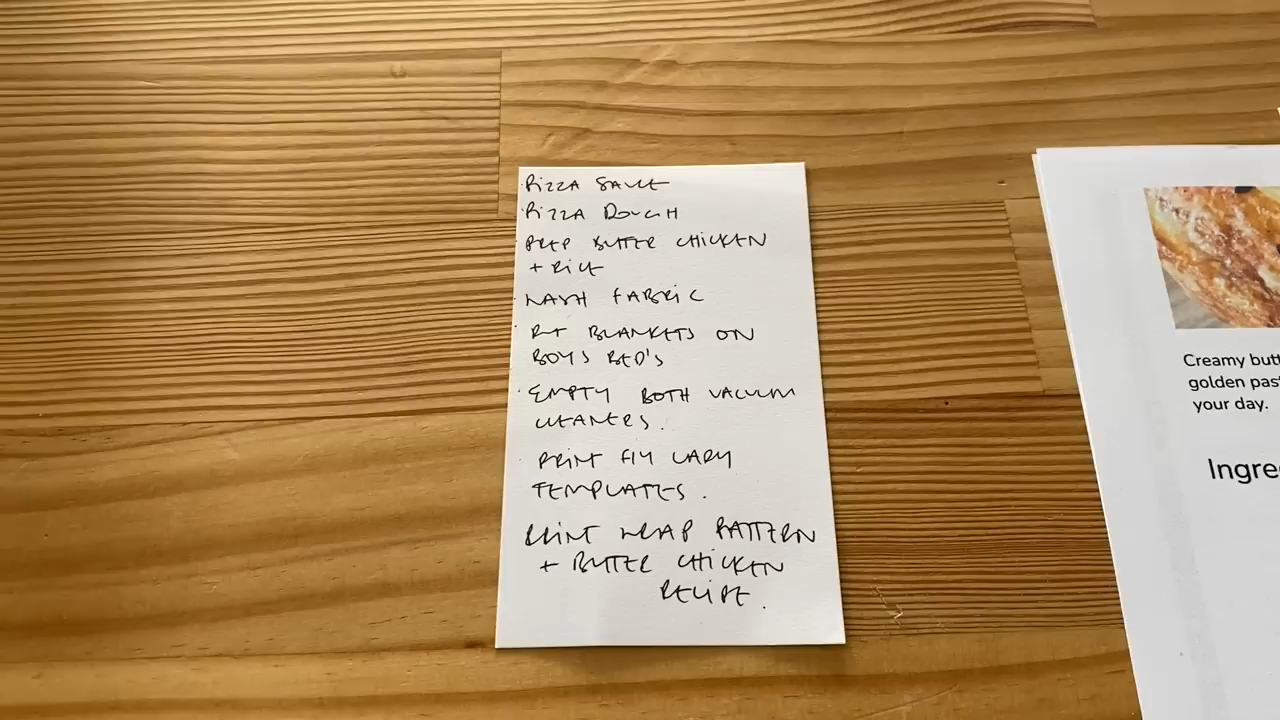 · PIZZA SAUCE
· PIZZA DOUGH
· PREP BUTTER CHICKEN
+ RICE
· WASH FABRIC
· PUT BLANKETS ON
BOYS BED'S
· EMPTY BOTH VACUUM
CLEANERS.
· PRINT FLY LADY
TEMPLATES.
PRINT WRAP PATTERN
+ BUTTER CHICKEN
RECIPE.
Creamy butt
golden pas
your day.
Ingre